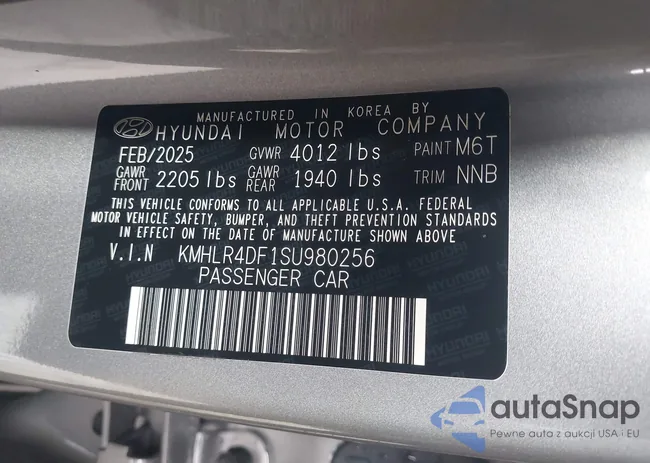 MANUFACTURED IN KOREA BY
HYUNDAI MOTOR COMPANY
FEB/2025 GVWR 4012 lbs PAINT M6T
GAWR FRONT 2205 lbs GAWR REAR 1940 lbs TRIM NNB
THIS VEHICLE CONFORMS TO ALL APPLICABLE U.S.A. FEDERAL
MOTOR VEHICLE SAFETY, BUMPER, AND THEFT PREVENTION STANDARDS
IN EFFECT ON THE DATE OF MANUFACTURE SHOWN ABOVE
V.I.N KMHLR4DF1SU980256
PASSENGER CAR
autaSnap
Pewne auta z aukcji USA i EU